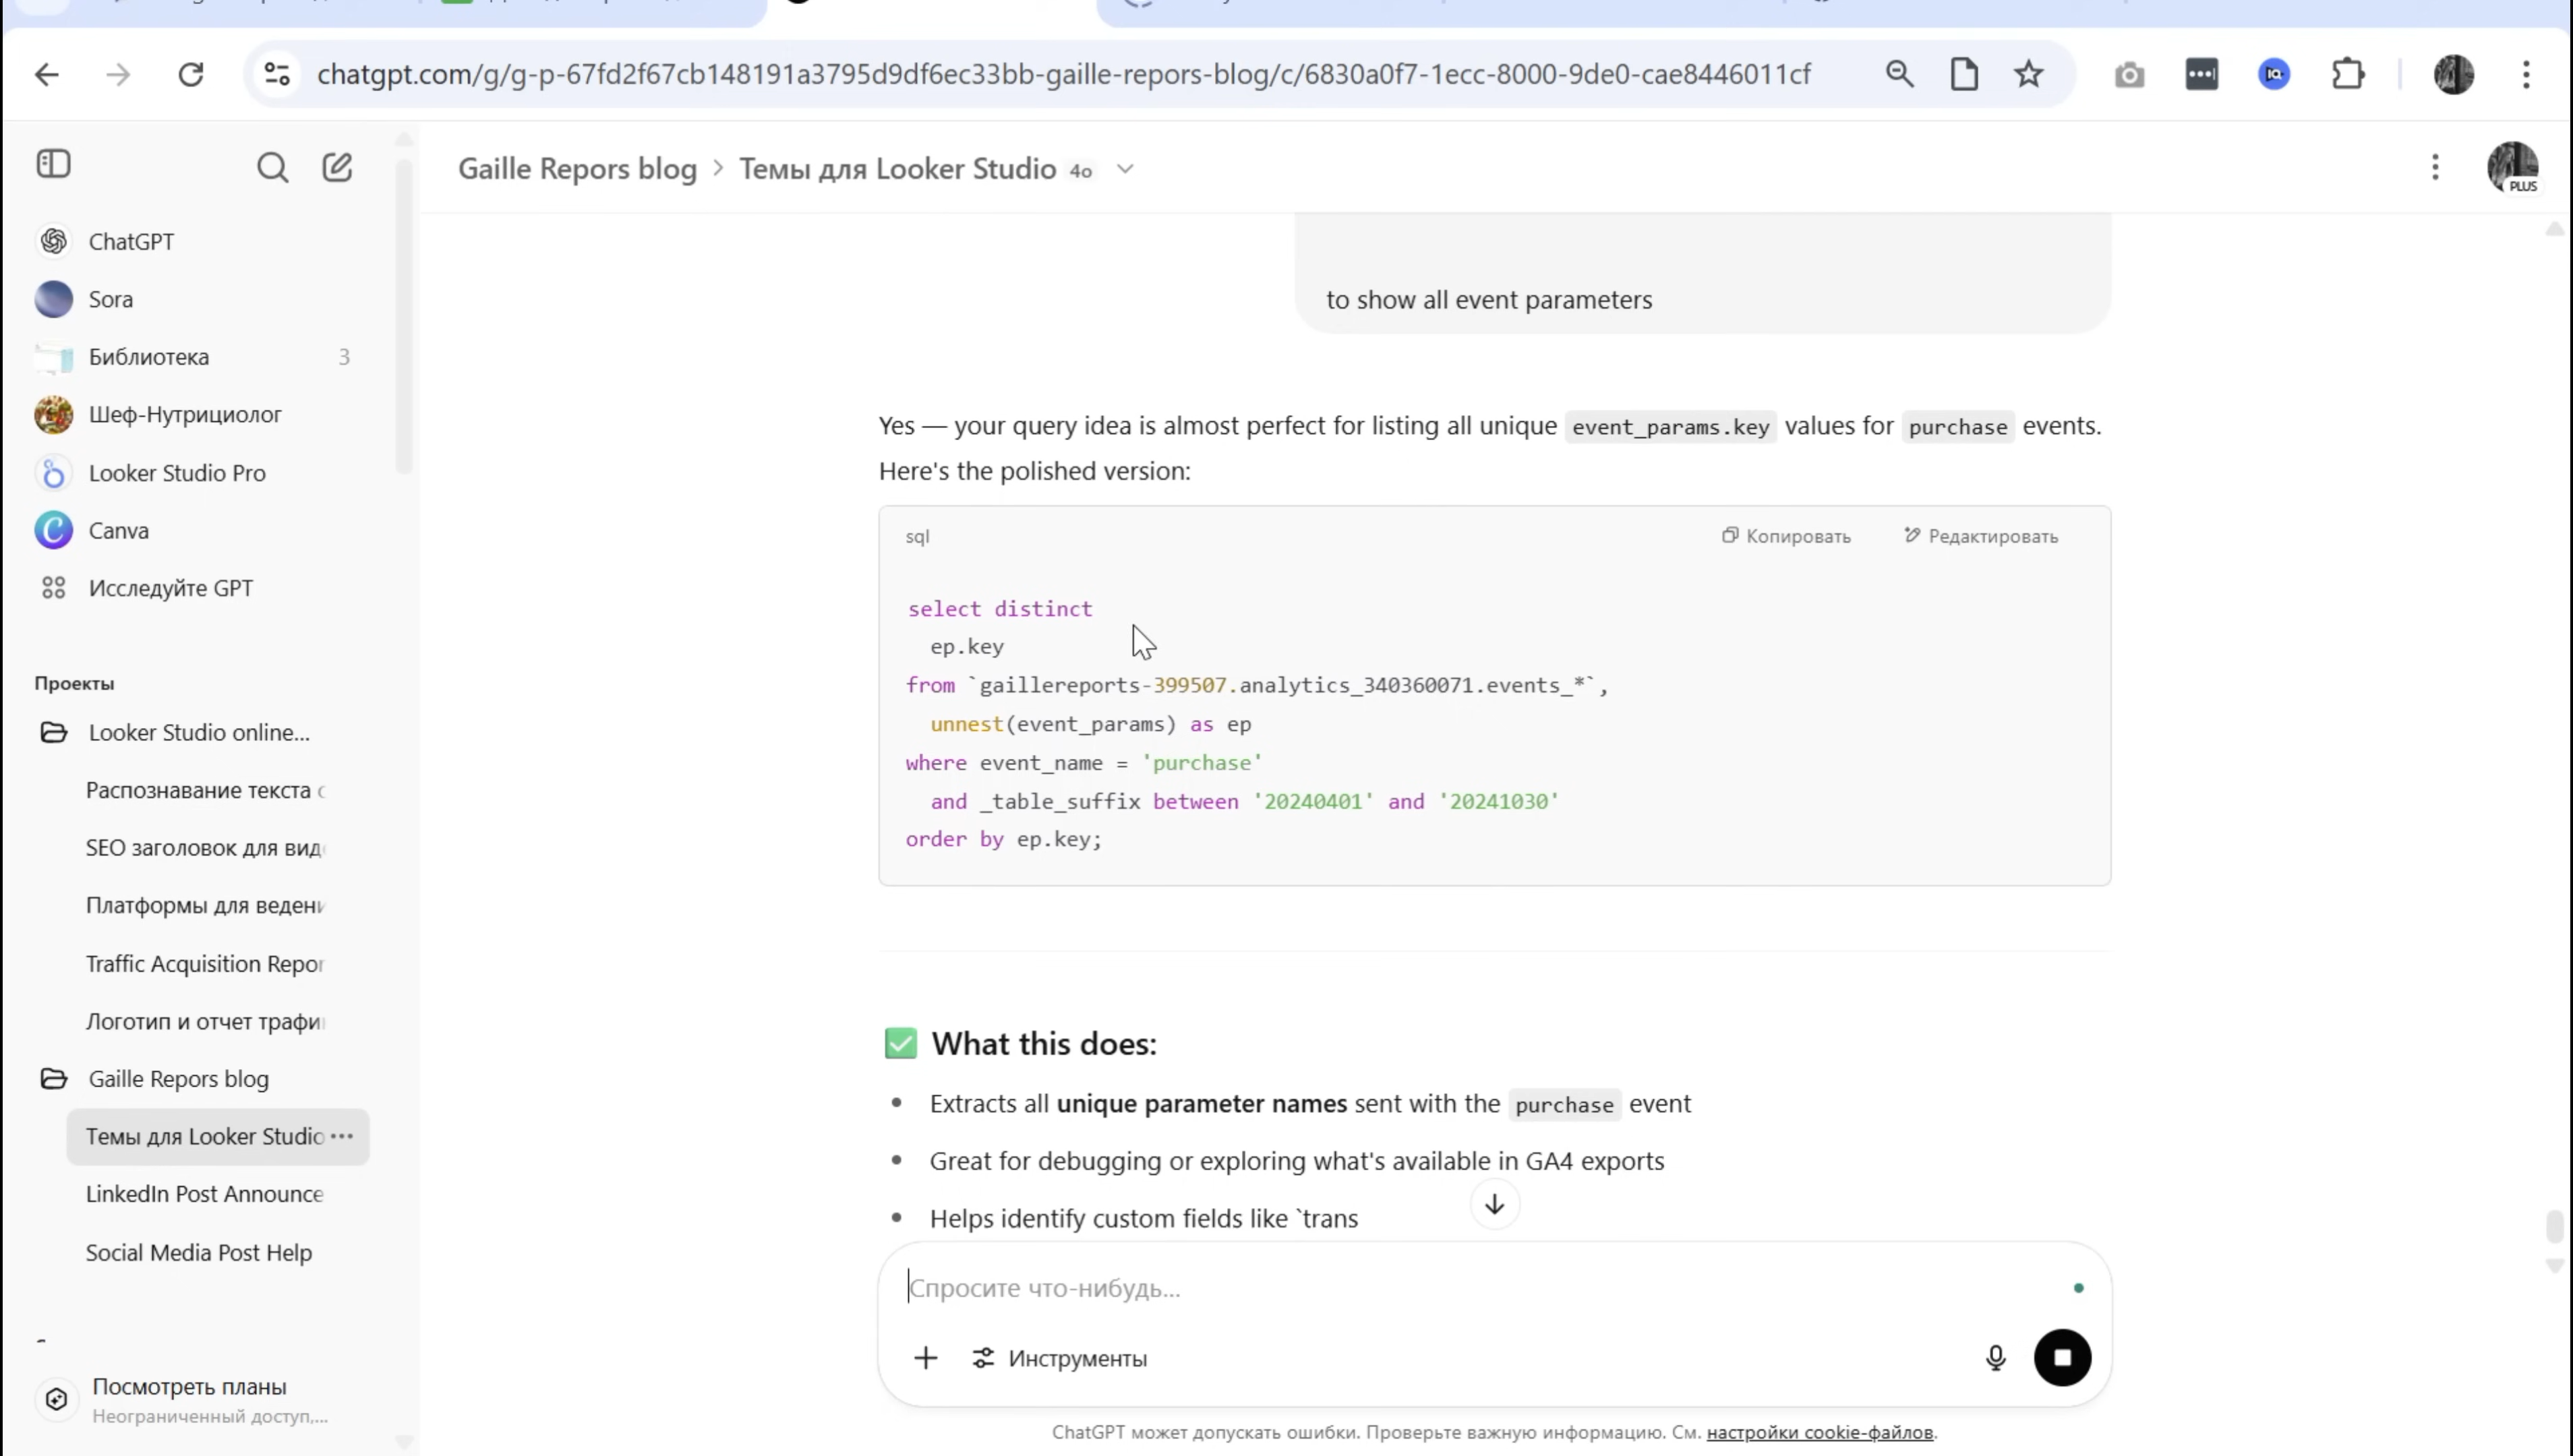 chatgpt.com/g/g-p-67fd2f67cb148191a3795d9df6ec33bb-gaille-repors-blog/c/6830a0f7-1ecc-8000-9de0-cae8446011cf
IQ
Gaille Repors blog > Темы для Looker Studio 4o
PLUS
ChatGPT
Sora
Библиотека 3
Шеф-Нутрициолог
Looker Studio Pro
Canva
Исследуйте GPT
Проекты
Looker Studio online...
Распознавание текста с
SEO заголовок для вид
Платформы для ведени
Traffic Acquisition Repor
Логотип и отчет трафи
Gaille Repors blog
Темы для Looker Studio ...
LinkedIn Post Announce
Social Media Post Help
Посмотреть планы
Неограниченный доступ,...
to show all event parameters
Yes — your query idea is almost perfect for listing all unique event_params.key values for purchase events.
Here's the polished version:
sql Копировать Редактировать
select distinct
ep.key
from `gaillereports-399507.analytics_340360071.events_*`,
unnest(event_params) as ep
where event_name = 'purchase'
and _table_suffix between '20240401' and '20241030'
order by ep.key;
What this does:
Extracts all unique parameter names sent with the purchase event
Great for debugging or exploring what's available in GA4 exports
Helps identify custom fields like `trans
Спросите что-нибудь...
Инструменты
ChatGPT может допускать ошибки. Проверьте важную информацию. См. настройки cookie-файлов.